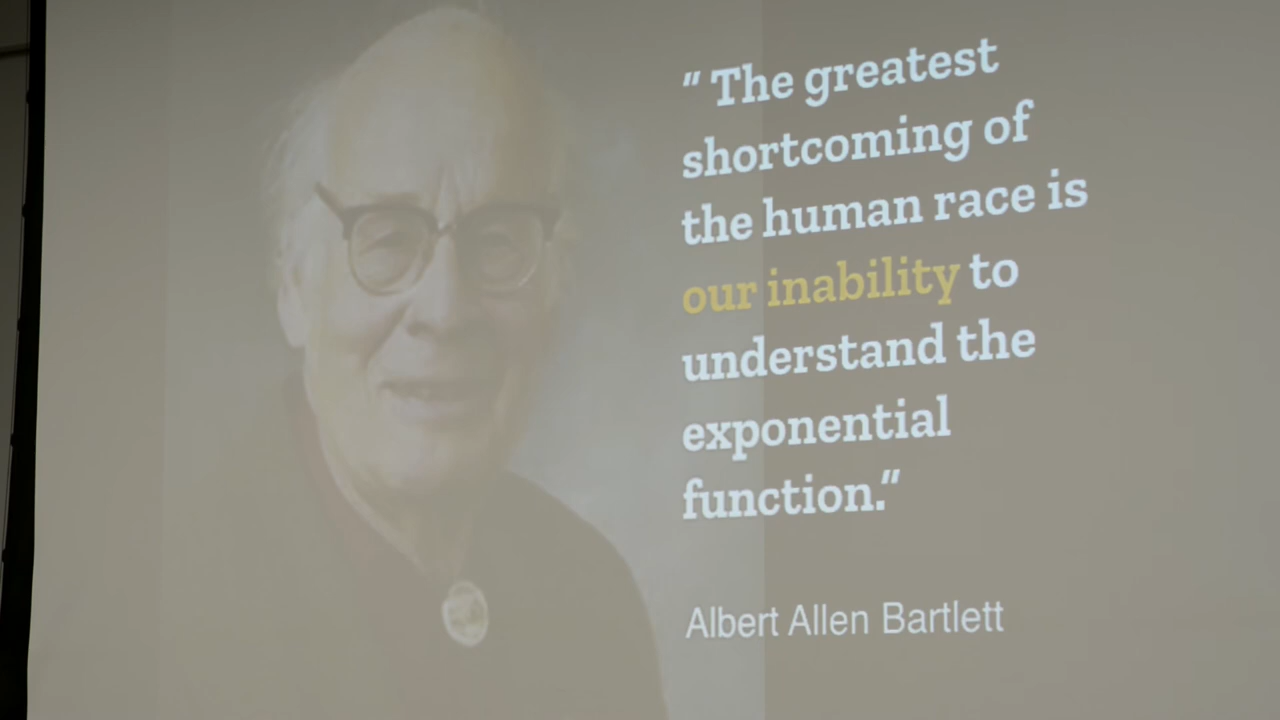 " The greatest
shortcoming of
the human race is
our inability to
understand the
exponential
function."
Albert Allen Bartlett